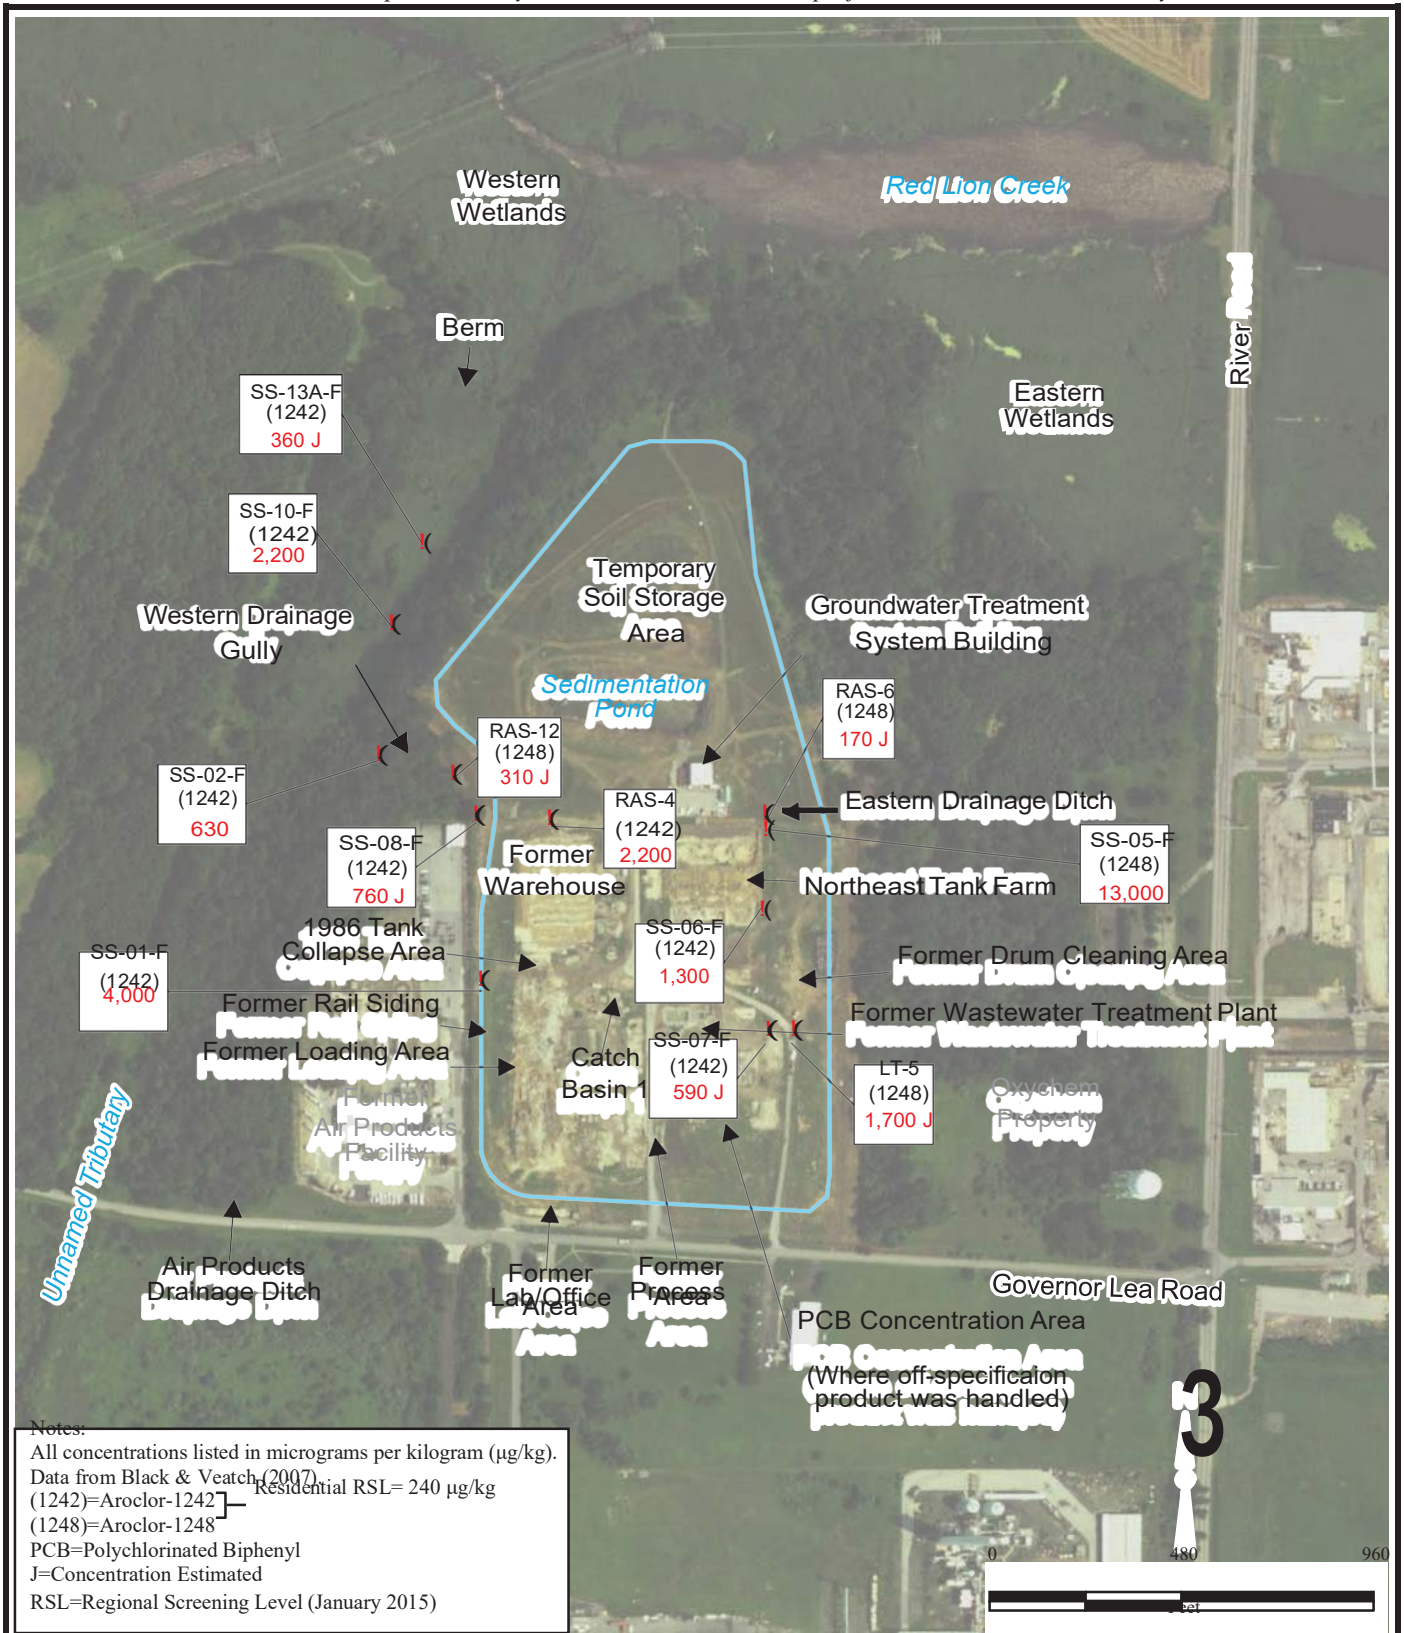 Western
Wetlands
Red Lion Creek
River Road
Berm
Eastern
Wetlands
SS-13A-F
(1242)
360 J
SS-10-F
(1242)
2,200
Western Drainage
Gully
Temporary
Soil Storage
Area
Groundwater Treatment
System Building
Sedimentation
Pond
RAS-6
(1248)
170 J
RAS-12
(1248)
310 J
SS-02-F
(1242)
630
RAS-4
(1242)
2,200
Eastern Drainage Ditch
SS-05-F
(1248)
13,000
SS-08-F
(1242)
760 J
Former
Warehouse
Northeast Tank Farm
1986 Tank
Collapse Area
SS-06-F
(1242)
1,300
Former Drum Cleaning Area
SS-01-F
(1242)
4,000
Former Rail Siding
Former Wastewater Treatment Plant
Former Loading Area
Catch
Basin 1
SS-07-F
(1242)
590 J
LT-5
(1248)
1,700 J
Oxychem
Property
Former
Air Products
Facility
Unnamed Tributary
Air Products
Drainage Ditch
Former
Lab/Office
Area
Former
Process
Area
Governor Lea Road
PCB Concentration Area
(Where off-specificaion
product was handled)
3
Notes:
All concentrations listed in micrograms per kilogram (µg/kg).
Data from Black & Veatch (2007).
(1242)=Aroclor-1242
(1248)=Aroclor-1248
Residential RSL= 240 µg/kg
PCB=Polychlorinated Biphenyl
J=Concentration Estimated
RSL=Regional Screening Level (January 2015)
0 480 960
Feet